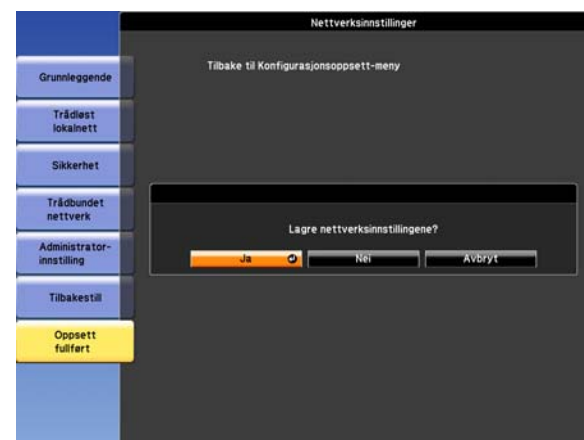 Nettverksinnstillinger
Tilbake til Konfigurasjonsoppsett-meny
Grunnleggende
Trådløst
lokalnett
Sikkerhet
Trådbundet
nettverk
Administrator-
innstilling
Tilbakestill
Oppsett
fullført
Lagre nettverksinnstillingene?
Ja Nei Avbryt